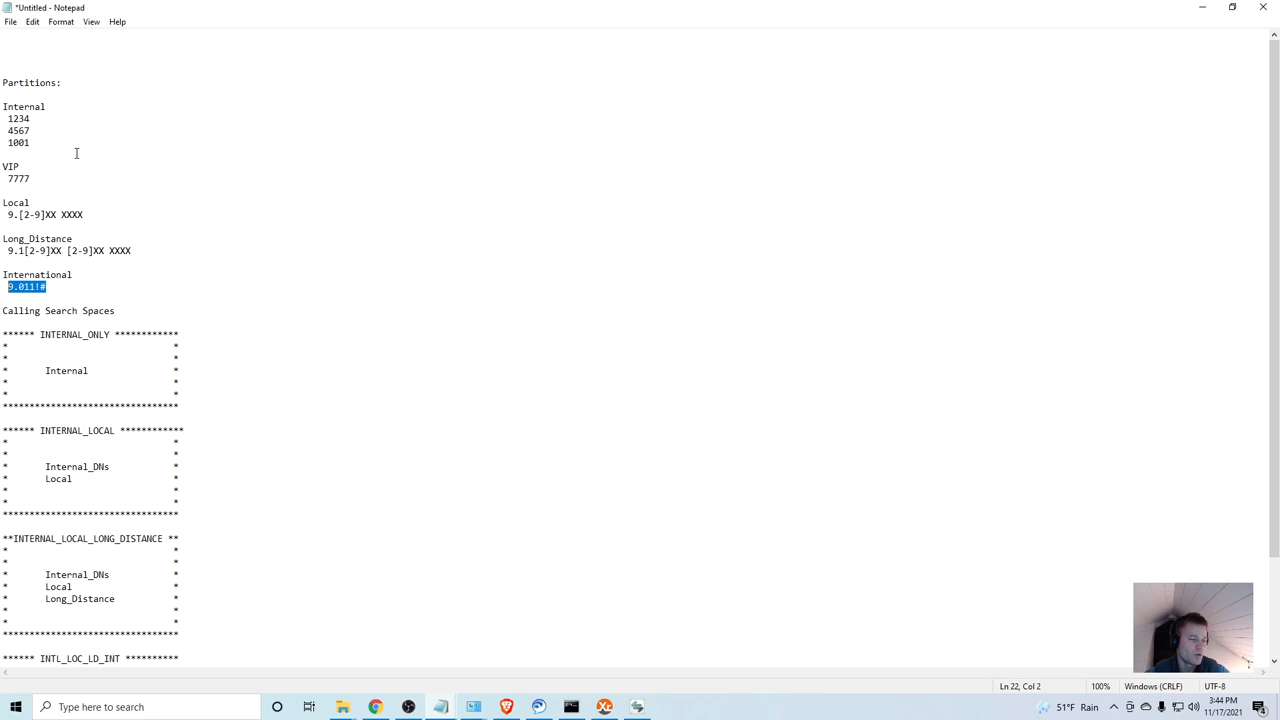 *Untitled - Notepad
File Edit Format View Help
Partitions:
Internal
1234
4567
1001
VIP
7777
Local
9.[2-9]XX XXXX
Long_Distance
9.1[2-9]XX [2-9]XX XXXX
International
9.011!#
Calling Search Spaces
****** INTERNAL_ONLY ************
* *
* *
* Internal *
* *
* *
*********************************
****** INTERNAL_LOCAL ************
* *
* *
* Internal_DNs *
* Local *
* *
* *
*********************************
**INTERNAL_LOCAL_LONG_DISTANCE **
* *
* *
* Internal_DNs *
* Local *
* Long_Distance *
* *
* *
*********************************
****** INTL_LOC_LD_INT **********
Ln 22, Col 2 100% Windows (CRLF) UTF-8
Type here to search
51°F Rain
3:44 PM
11/17/2021
4